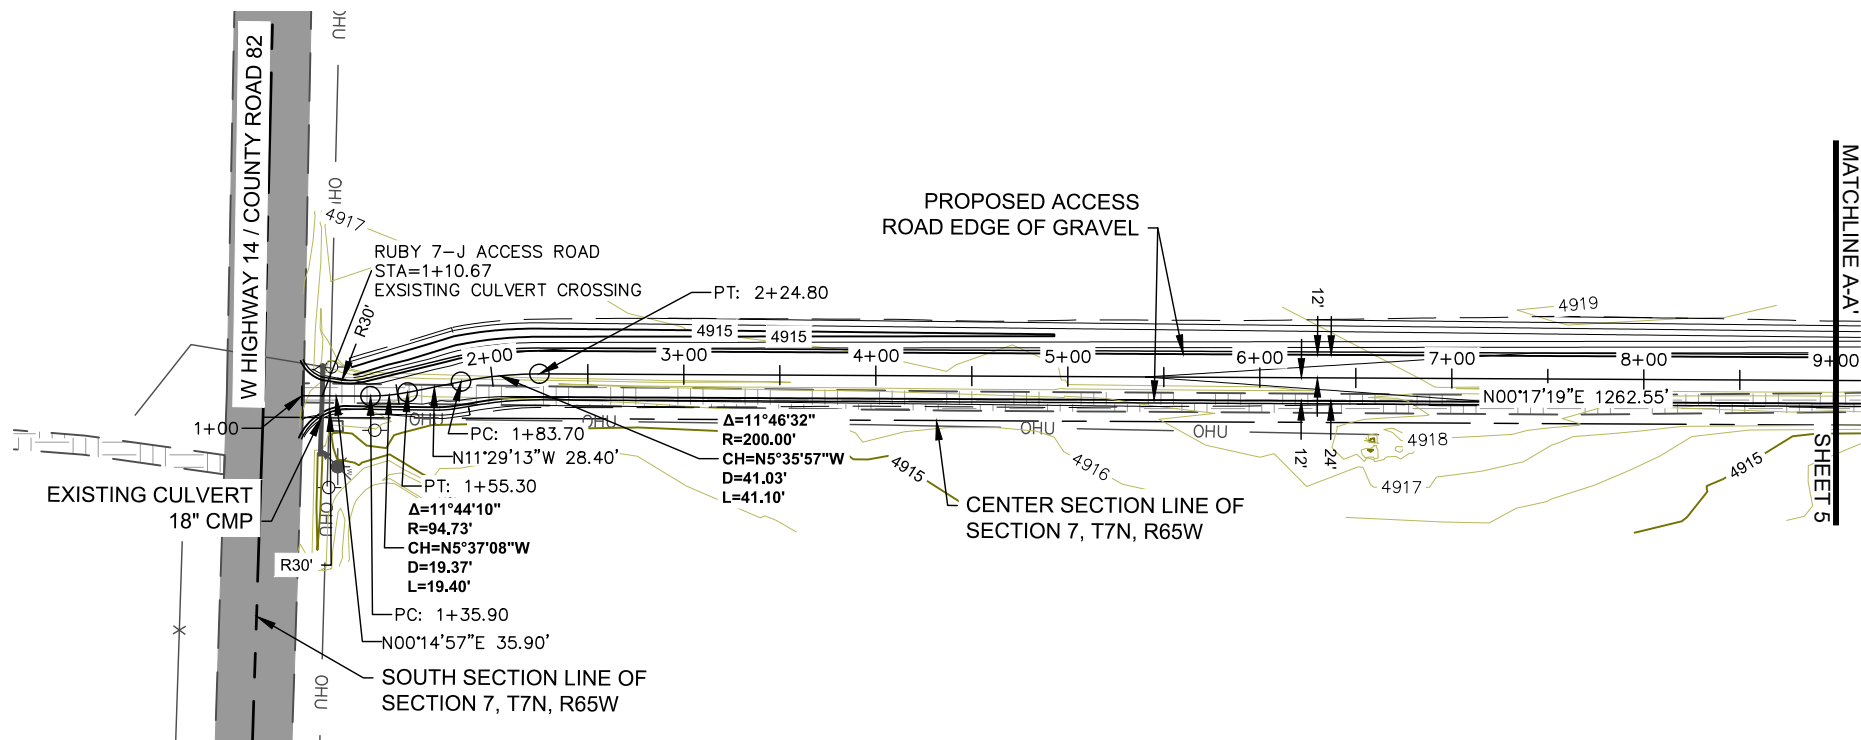 OHU
W HIGHWAY 14 / COUNTY ROAD 82
OHU
4917
RUBY 7-J ACCESS ROAD
STA=1+10.67
EXSISTING CULVERT CROSSING
R30'
PT: 2+24.80
4915
4915
PROPOSED ACCESS
ROAD EDGE OF GRAVEL
12'
4919
MATCHLINE A-A'
2+00
3+00
4+00
5+00
6+00
7+00
8+00
9+00
N00°17'19"E 1262.55'
1+00
OHU
OHU
OHU
OHU
PC: 1+83.70
N11°29'13"W 28.40'
PT: 1+55.30
Δ=11°46'32"
R=200.00'
CH=N5°35'57"W
D=41.03'
L=41.10'
12'
24'
4918
4915
4916
4917
4915
SHEET 5
EXISTING CULVERT
18" CMP
OHU
Δ=11°44'10"
R=94.73'
CH=N5°37'08"W
D=19.37'
L=19.40'
CENTER SECTION LINE OF
SECTION 7, T7N, R65W
R30'
PC: 1+35.90
N00°14'57"E 35.90'
X
SOUTH SECTION LINE OF
SECTION 7, T7N, R65W
OHU